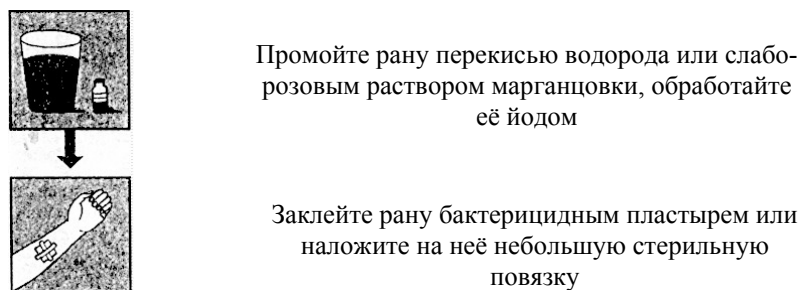 Промойте рану перекисью водорода или слабо-
розовым раствором марганцовки, обработайте
её йодом
Заклейте рану бактерицидным пластырем или
наложите на неё небольшую стерильную
повязку